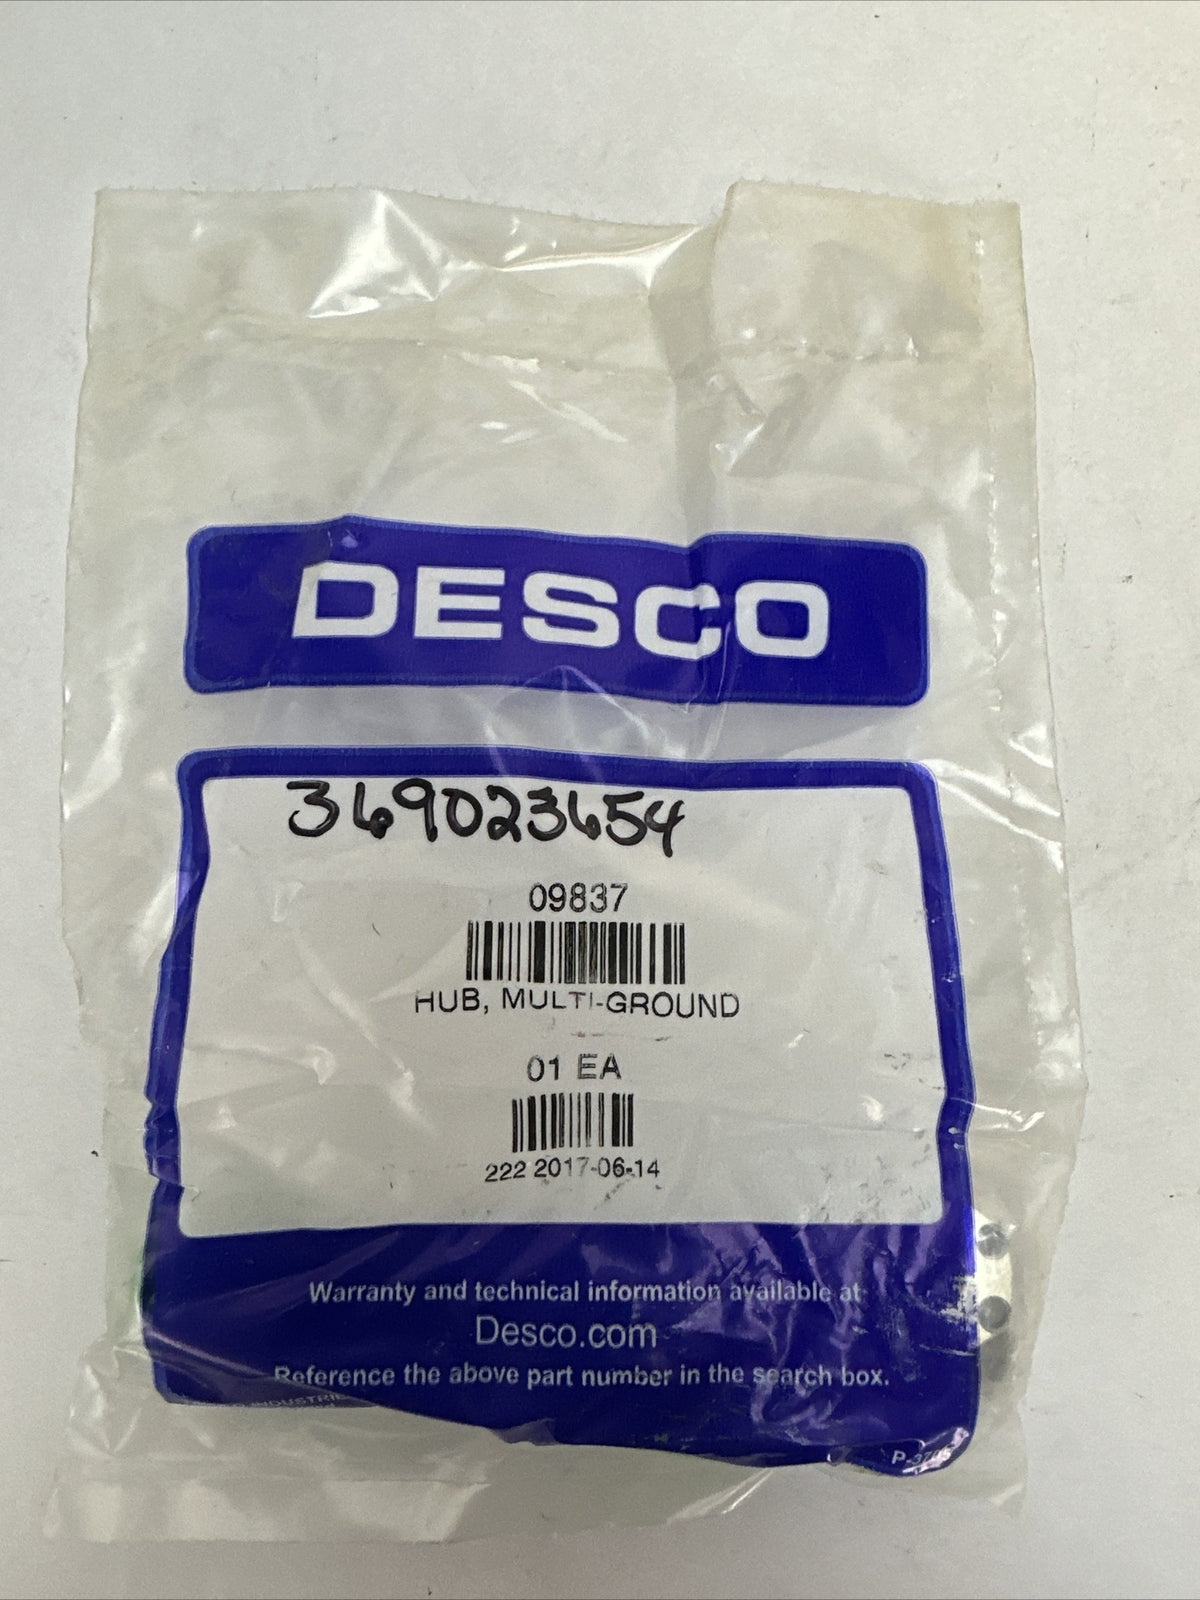 DESCO
369023654
09837
HUB, MULTI-GROUND
01 EA
222 2017-06-14
Warranty and technical information available at
Desco.com
Reference the above part number in the search box.